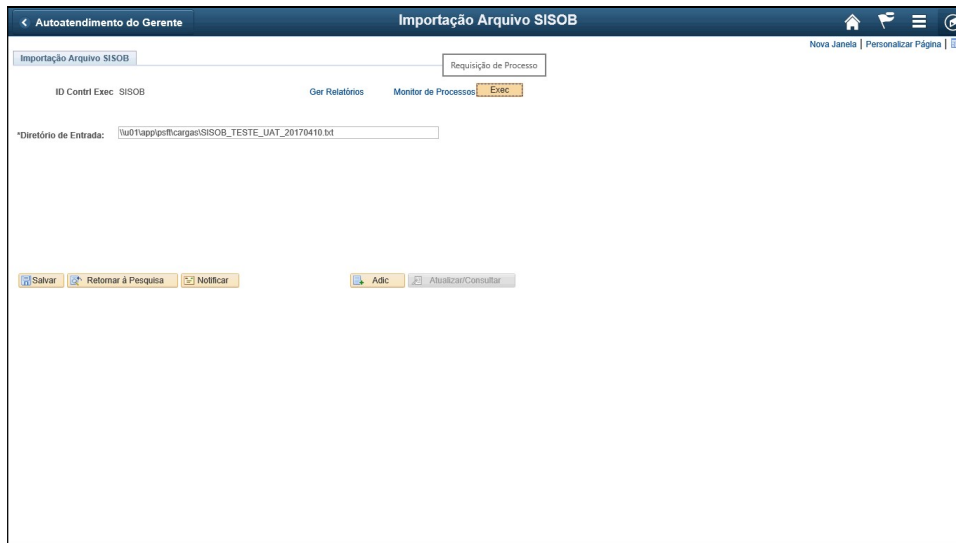 Autoatendimento do Gerente
Importação Arquivo SISOB
Nova Janela | Personalizar Página |
Importação Arquivo SISOB
Requisição de Processo
ID Contrl Exec SISOB Ger Relatórios Monitor de Processos Exec
*Diretório de Entrada: \\u01\app\psft\cargas\SISOB_TESTE_UAT_20170410.txt
Salvar Retornar à Pesquisa Notificar Adic Atualizar/Consultar